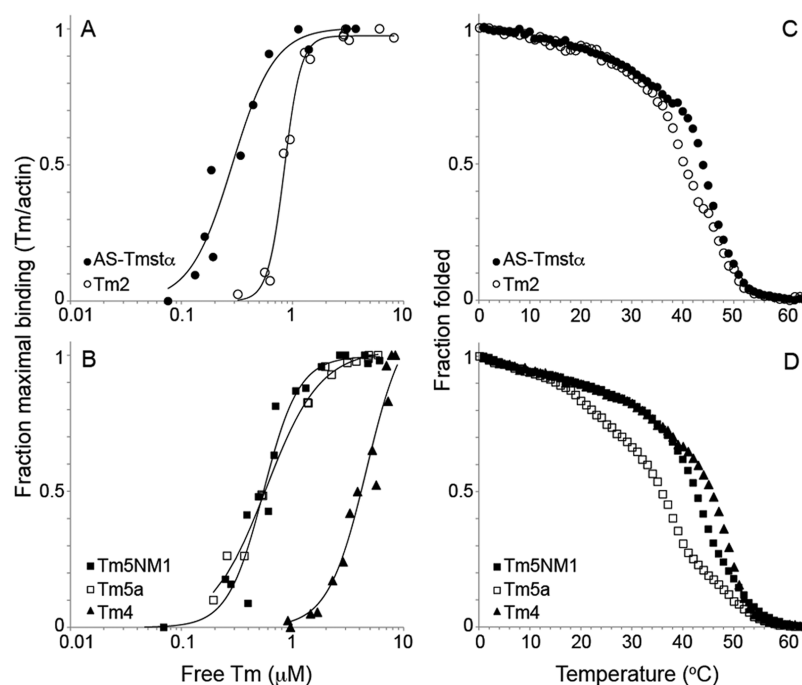 A
1
0.5
0
AS-Tmstα
Tm2
0.01 0.1 1 10
B
1
0.5
0
Tm5NM1
Tm5a
Tm4
0.01 0.1 1 10
Free Tm (μM)
Fraction maximal binding (Tm/actin)
C
1
0.5
0
AS-Tmstα
Tm2
0 10 20 30 40 50 60
D
1
0.5
0
Tm5NM1
Tm5a
Tm4
0 10 20 30 40 50 60
Temperature (oC)
Fraction folded